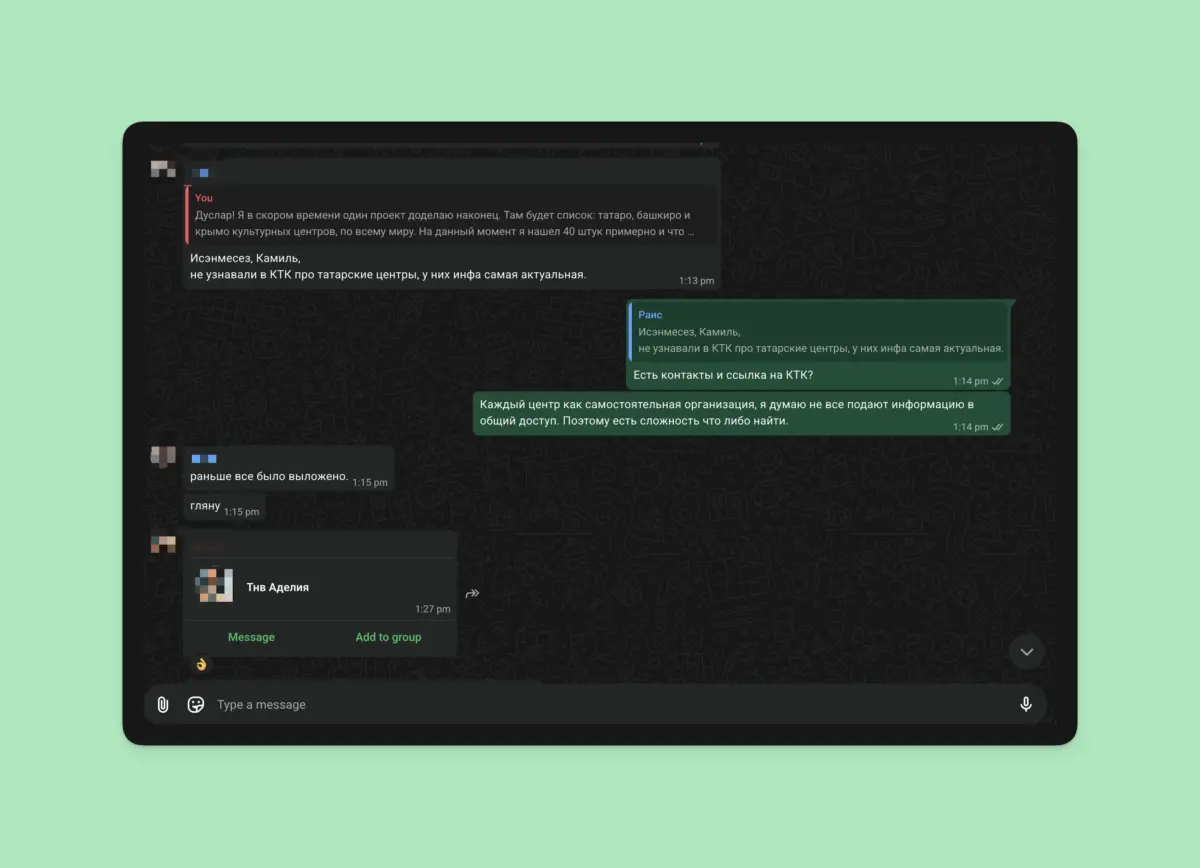 You
Дуслар! Я в скором времени один проект доделаю наконец. Там будет список: татаро, башкиро и
крымо культурных центров, по всему миру. На данный момент я нашел 40 штук примерно и что ...
Исэнмесез, Камиль,
не узнавали в КТК про татарские центры, у них инфа самая актуальная.
1:13 pm
Раис
Исэнмесез, Камиль,
не узнавали в КТК про татарские центры, у них инфа самая актуальная.
Есть контакты и ссылка на КТК?
1:14 pm
Каждый центр как самостоятельная организация, я думаю не все подают информацию в
общий доступ. Поэтому есть сложность что либо найти.
1:14 pm
раньше все было выложено. 1:15 pm
гляну 1:15 pm
Тнв Аделия
1:27 pm
Message Add to group
Type a message